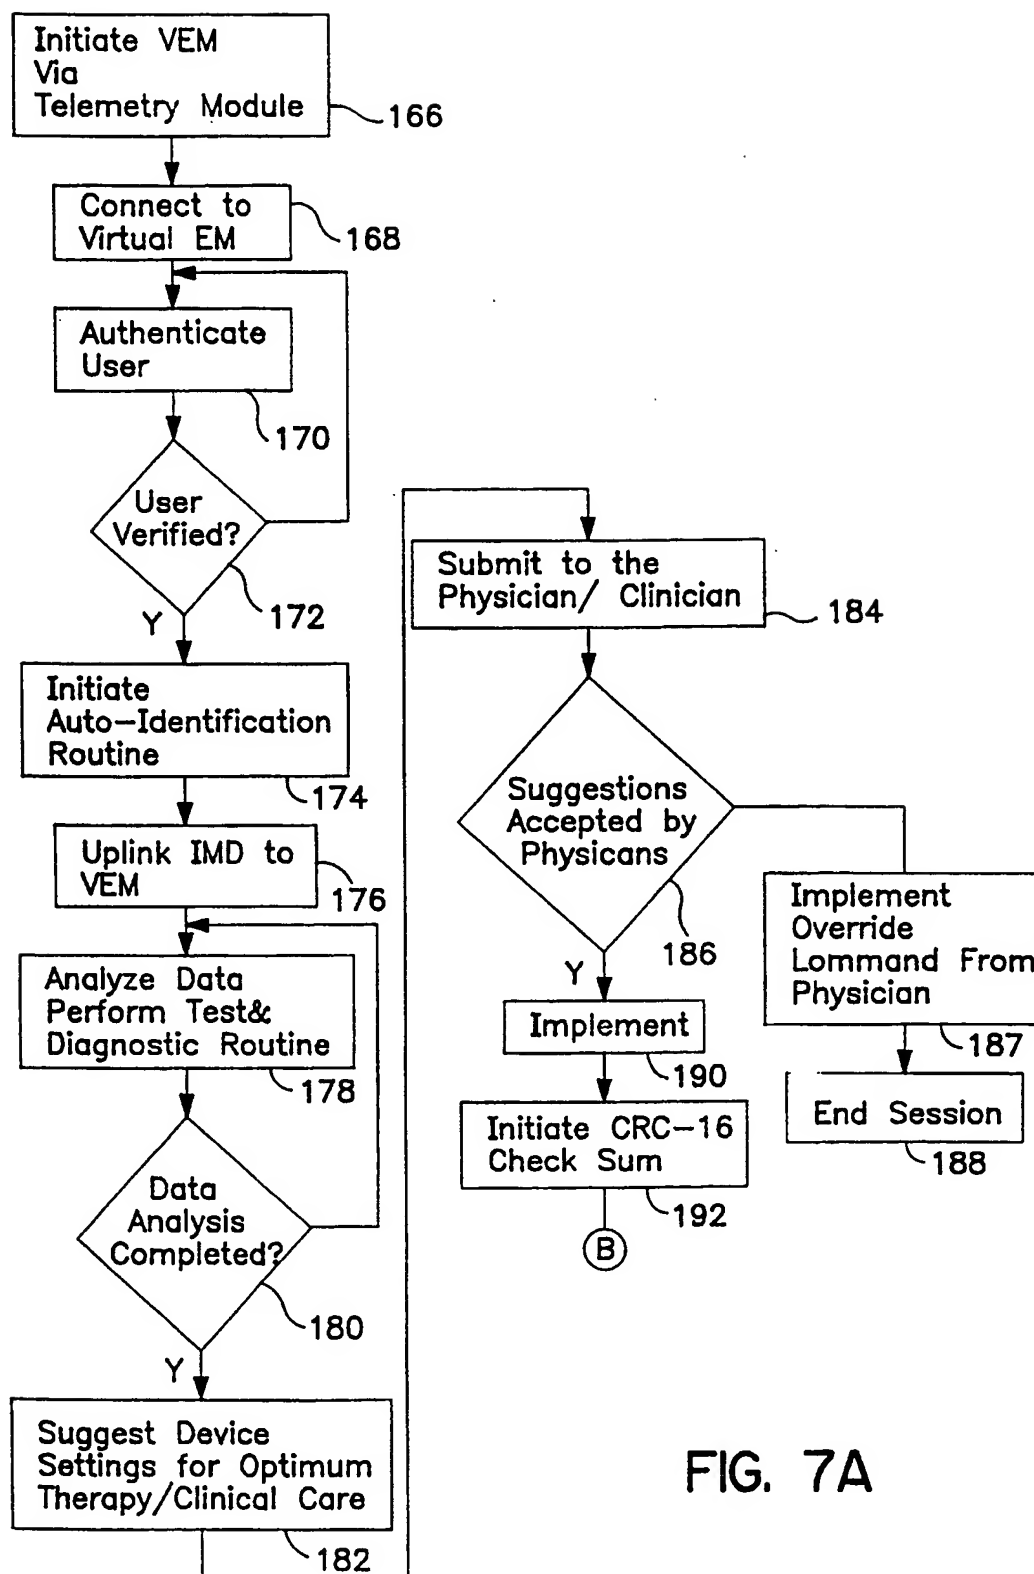 Initiate VEM
Via
Telemetry Module
166
Connect to
Virtual EM
168
Authenticate
User
170
User
Verified?
172
Y
Initiate
Auto-Identification
Routine
174
Uplink IMD to
VEM
176
Analyze Data
Perform Test&
Diagnostic Routine
178
Data
Analysis
Completed?
180
Y
Suggest Device
Settings for Optimum
Therapy/Clinical Care
182
Submit to the
Physician/ Clinician
184
Suggestions
Accepted by
Physicans
186
Y
Implement
190
Initiate CRC-16
Check Sum
192
B
Implement
Override
Lommand From
Physician
187
End Session
188
FIG. 7A